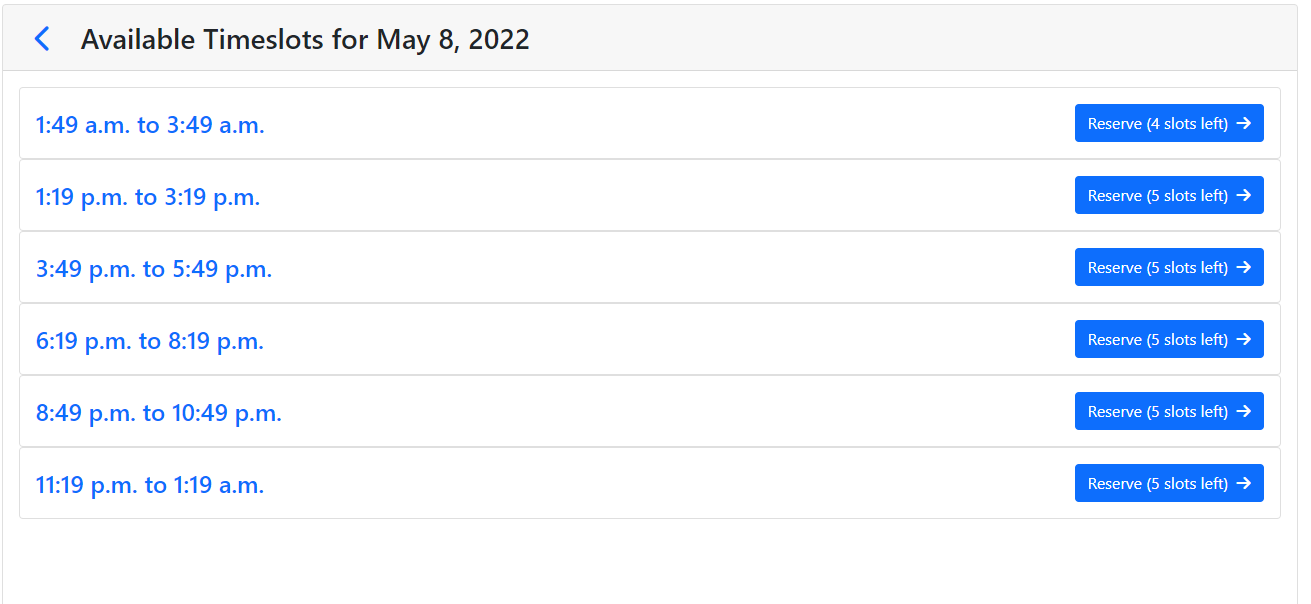 Available Timeslots for May 8, 2022
1:49 a.m. to 3:49 a.m. Reserve (4 slots left)
1:19 p.m. to 3:19 p.m. Reserve (5 slots left)
3:49 p.m. to 5:49 p.m. Reserve (5 slots left)
6:19 p.m. to 8:19 p.m. Reserve (5 slots left)
8:49 p.m. to 10:49 p.m. Reserve (5 slots left)
11:19 p.m. to 1:19 a.m. Reserve (5 slots left)